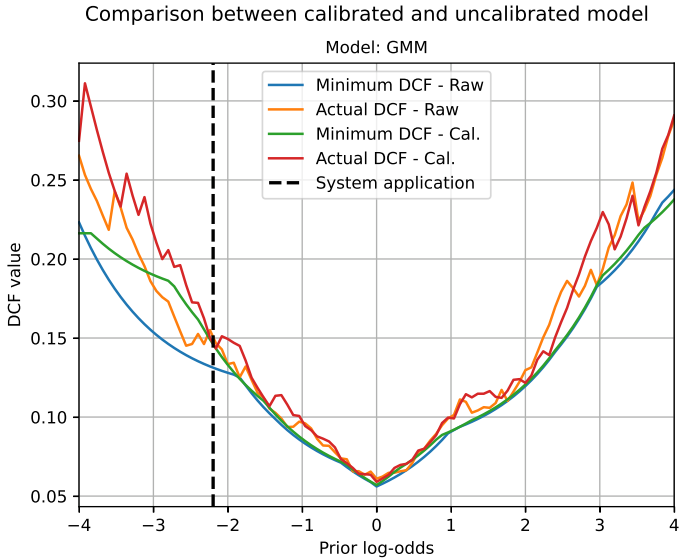 Comparison between calibrated and uncalibrated model
Model: GMM
Minimum DCF - Raw
Actual DCF - Raw
Minimum DCF - Cal.
Actual DCF - Cal.
System application
DCF value
0.30
0.25
0.20
0.15
0.10
0.05
−4 −3 −2 −1 0 1 2 3 4
Prior log-odds